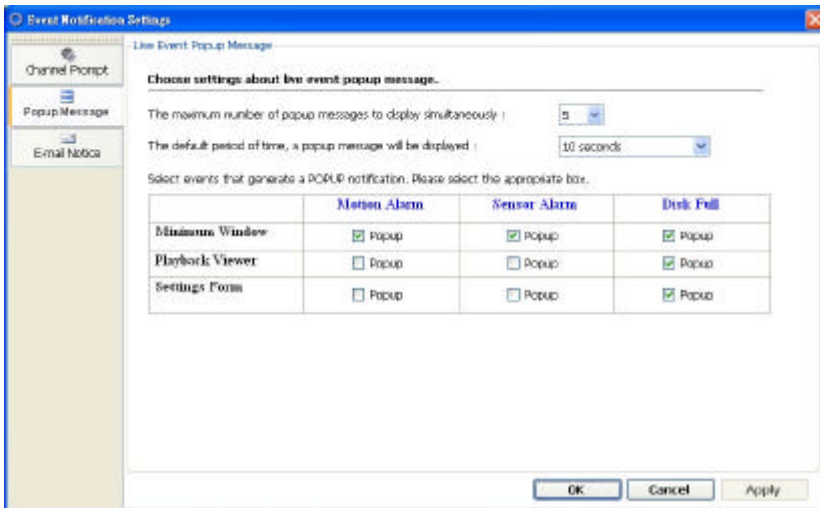 Event Notification Settings
Channel Prompt
Popup Message
E-mail Notice
Live Event Popup Message
Choose settings about live event popup message.
The maximum number of popup messages to display simultaneously :
5
The default period of time, a popup message will be displayed :
10 seconds
Select events that generate a POPUP notification. Please select the appropriate box.
Motion Alarm Sensor Alarm Disk Full
Minimum Window Popup Popup Popup
Playback Viewer Popup Popup Popup
Settings Form Popup Popup Popup
OK Cancel Apply